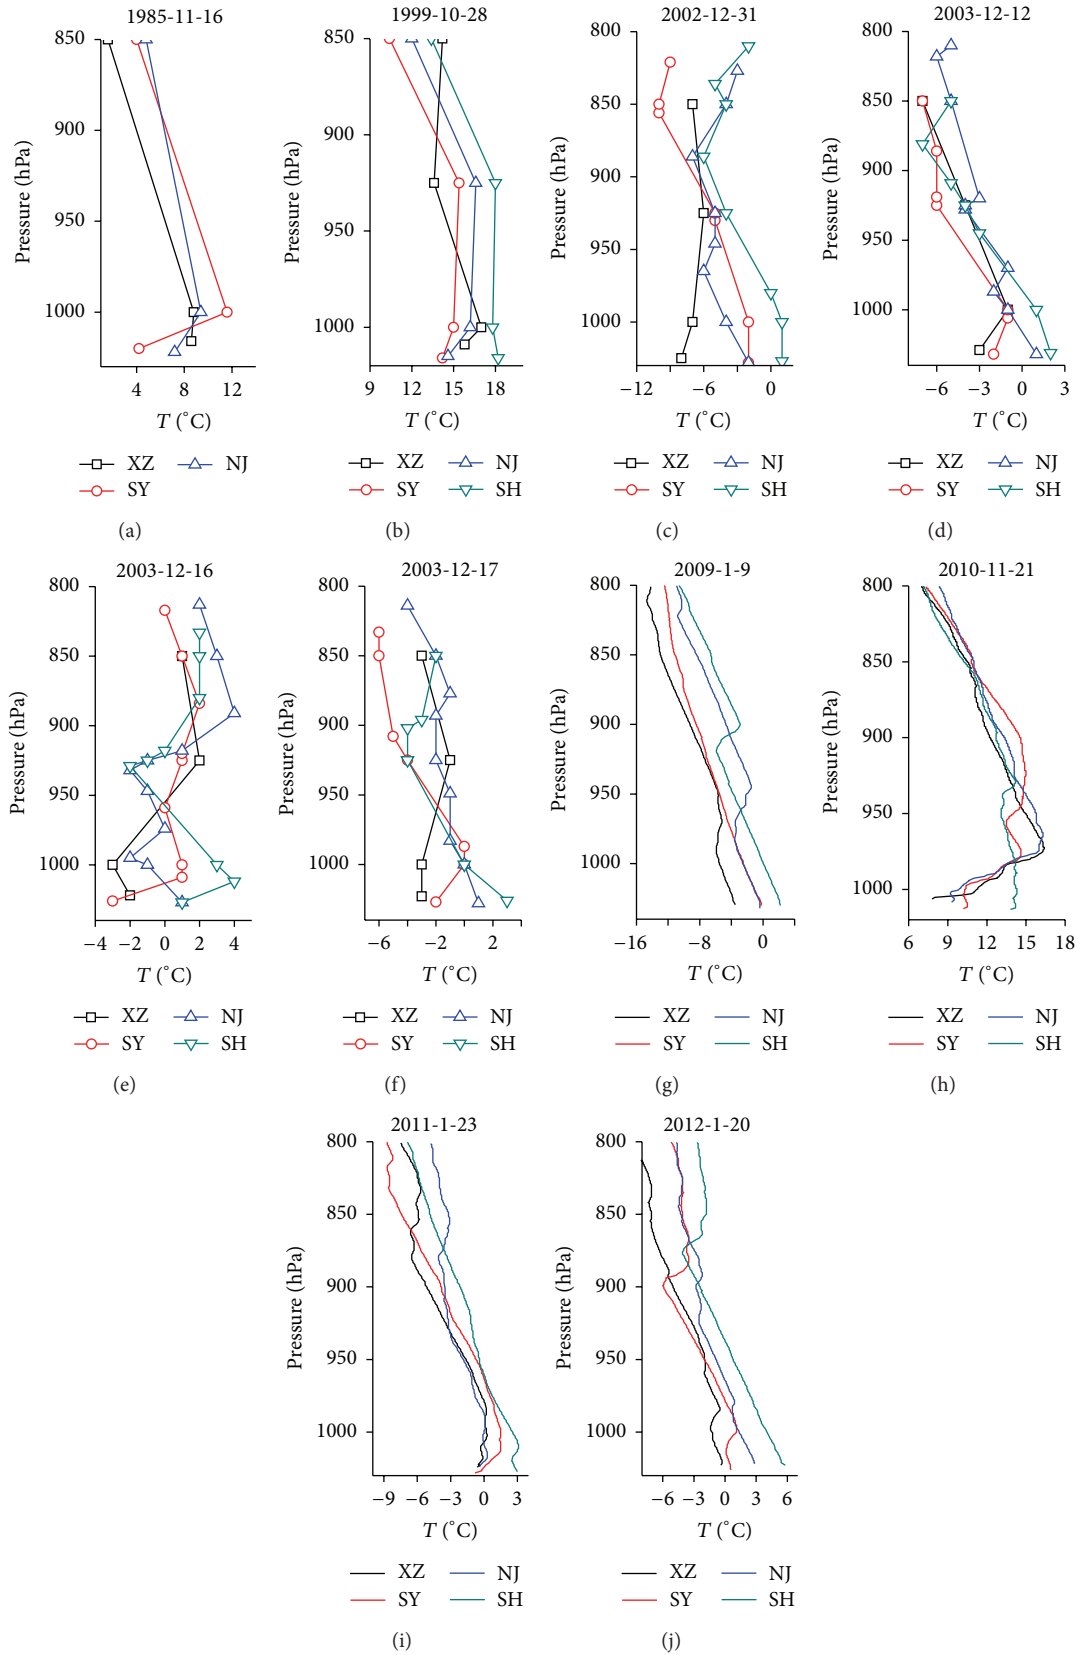 1985-11-16 1999-10-28 2002-12-31 2003-12-12
850 900 950 1000
Pressure (hPa)
4 8 12
T (°C)
XZ NJ
SY
(a)
850 900 950 1000
Pressure (hPa)
9 12 15 18
T (°C)
XZ NJ
SY SH
(b)
800 850 900 950 1000
Pressure (hPa)
−12 −6 0
T (°C)
XZ NJ
SY SH
(c)
800 850 900 950 1000
Pressure (hPa)
−6 −3 0 3
T (°C)
XZ NJ
SY SH
(d)
2003-12-16 2003-12-17 2009-1-9 2010-11-21
800 850 900 950 1000
Pressure (hPa)
−4 −2 0 2 4
T (°C)
XZ NJ
SY SH
(e)
800 850 900 950 1000
Pressure (hPa)
−6 −2 2
T (°C)
XZ NJ
SY SH
(f)
800 850 900 950 1000
Pressure (hPa)
−16 −8 0
T (°C)
XZ NJ
SY SH
(g)
800 850 900 950 1000
Pressure (hPa)
6 9 12 15 18
T (°C)
XZ NJ
SY SH
(h)
2011-1-23 2012-1-20
800 850 900 950 1000
Pressure (hPa)
−9 −6 −3 0 3
T (°C)
XZ NJ
SY SH
(i)
800 850 900 950 1000
Pressure (hPa)
−6 −3 0 3 6
T (°C)
XZ NJ
SY SH
(j)